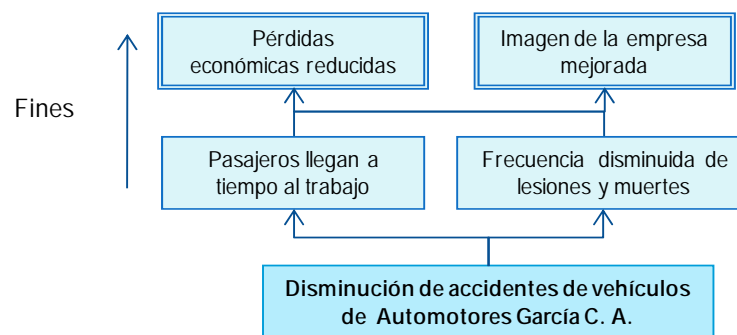 Pérdidas
económicas reducidas
Imagen de la empresa
mejorada
Fines
Pasajeros llegan a
tiempo al trabajo
Frecuencia disminuida de
lesiones y muertes
Disminución de accidentes de vehículos
de Automotores García C. A.